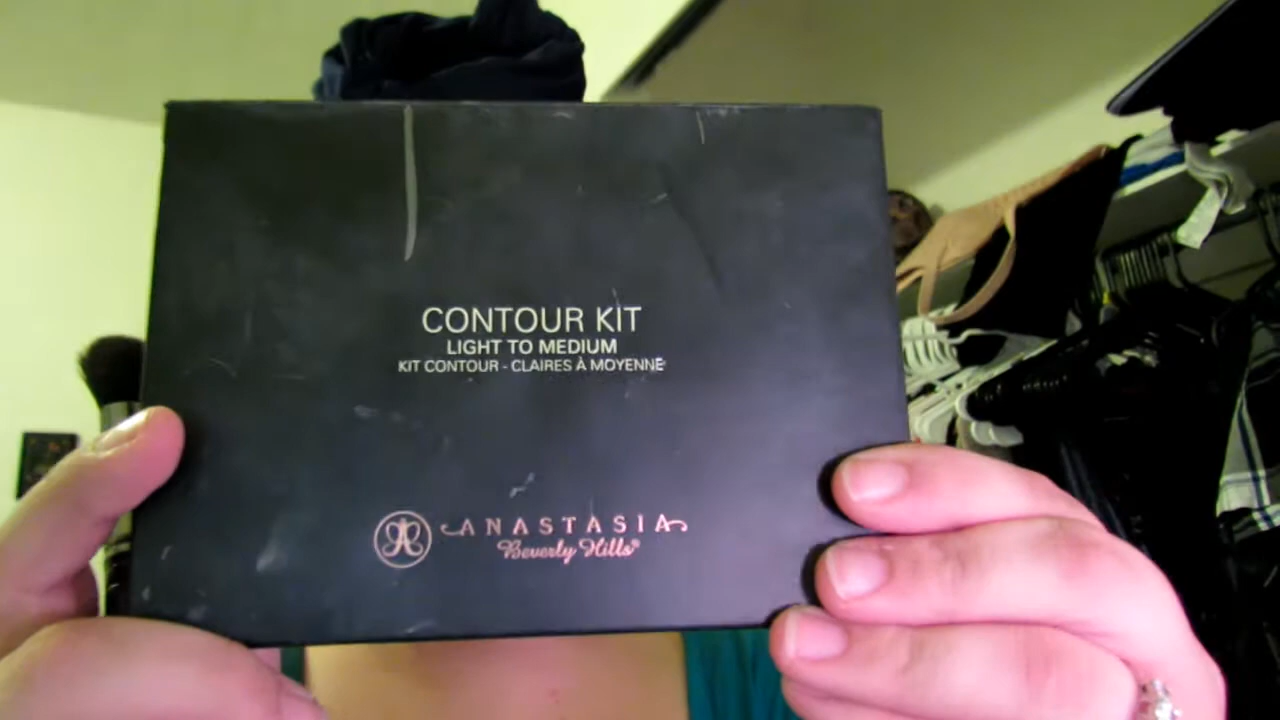 CONTOUR KIT
LIGHT TO MEDIUM
KIT CONTOUR - CLAIRES À MOYENNE
ANASTASIA
Beverly Hills®